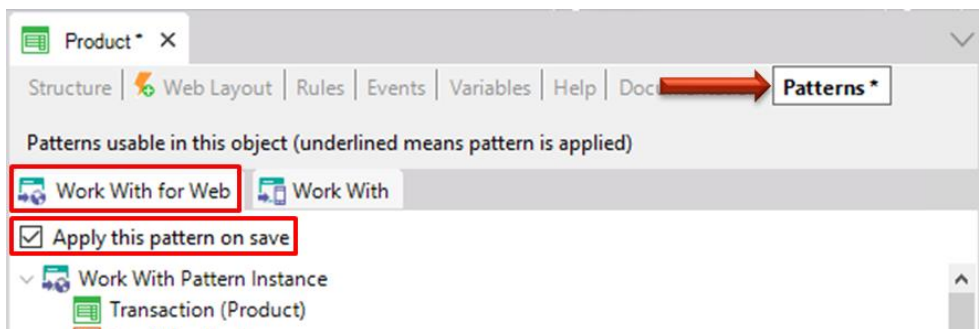 Product *
Structure Web Layout Rules Events Variables Help Patterns *
Patterns usable in this object (underlined means pattern is applied)
Work With for Web Work With
Apply this pattern on save
Work With Pattern Instance
Transaction (Product)